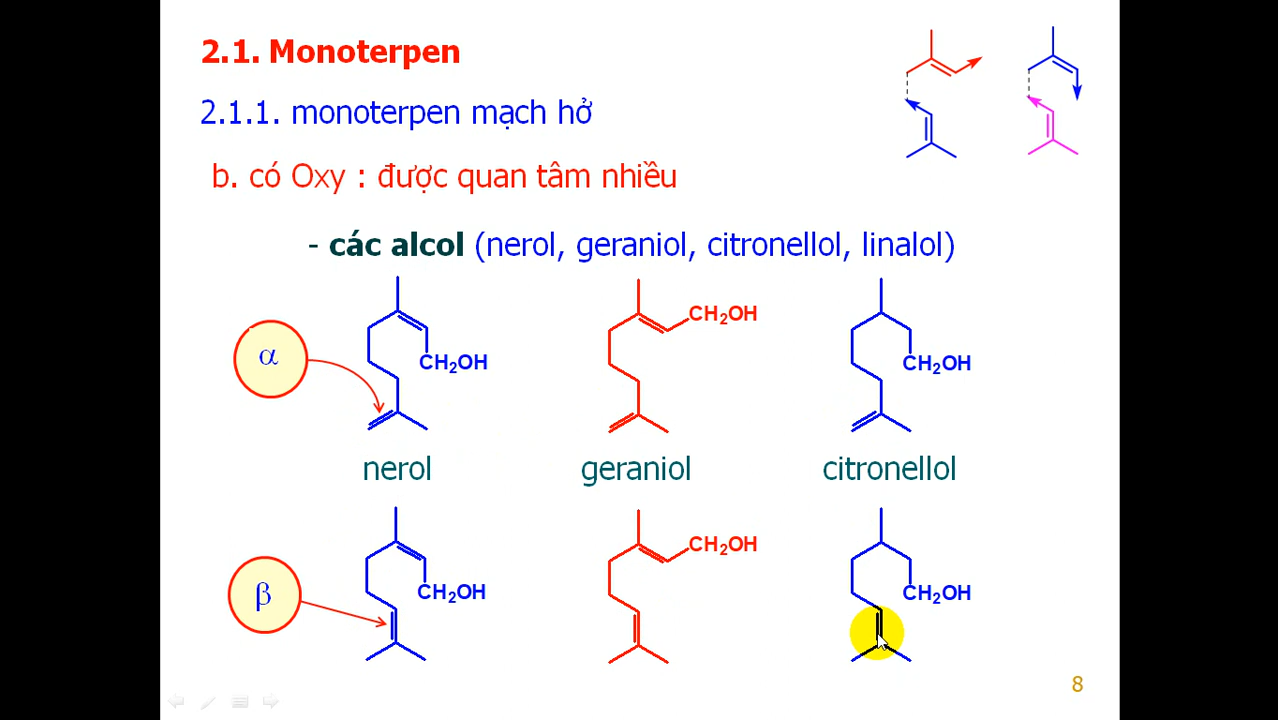 2.1. Monoterpen
2.1.1. monoterpen mạch hở
b. có Oxy : được quan tâm nhiều
- các alcol (nerol, geraniol, citronellol, linalol)
α
CH₂OH
CH₂OH
CH₂OH
nerol
geraniol
citronellol
β
CH₂OH
CH₂OH
CH₂OH
8